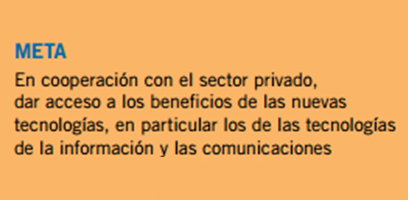 META
En cooperación con el sector privado,
dar acceso a los beneficios de las nuevas
tecnologías, en particular los de las tecnologías
de la información y las comunicaciones